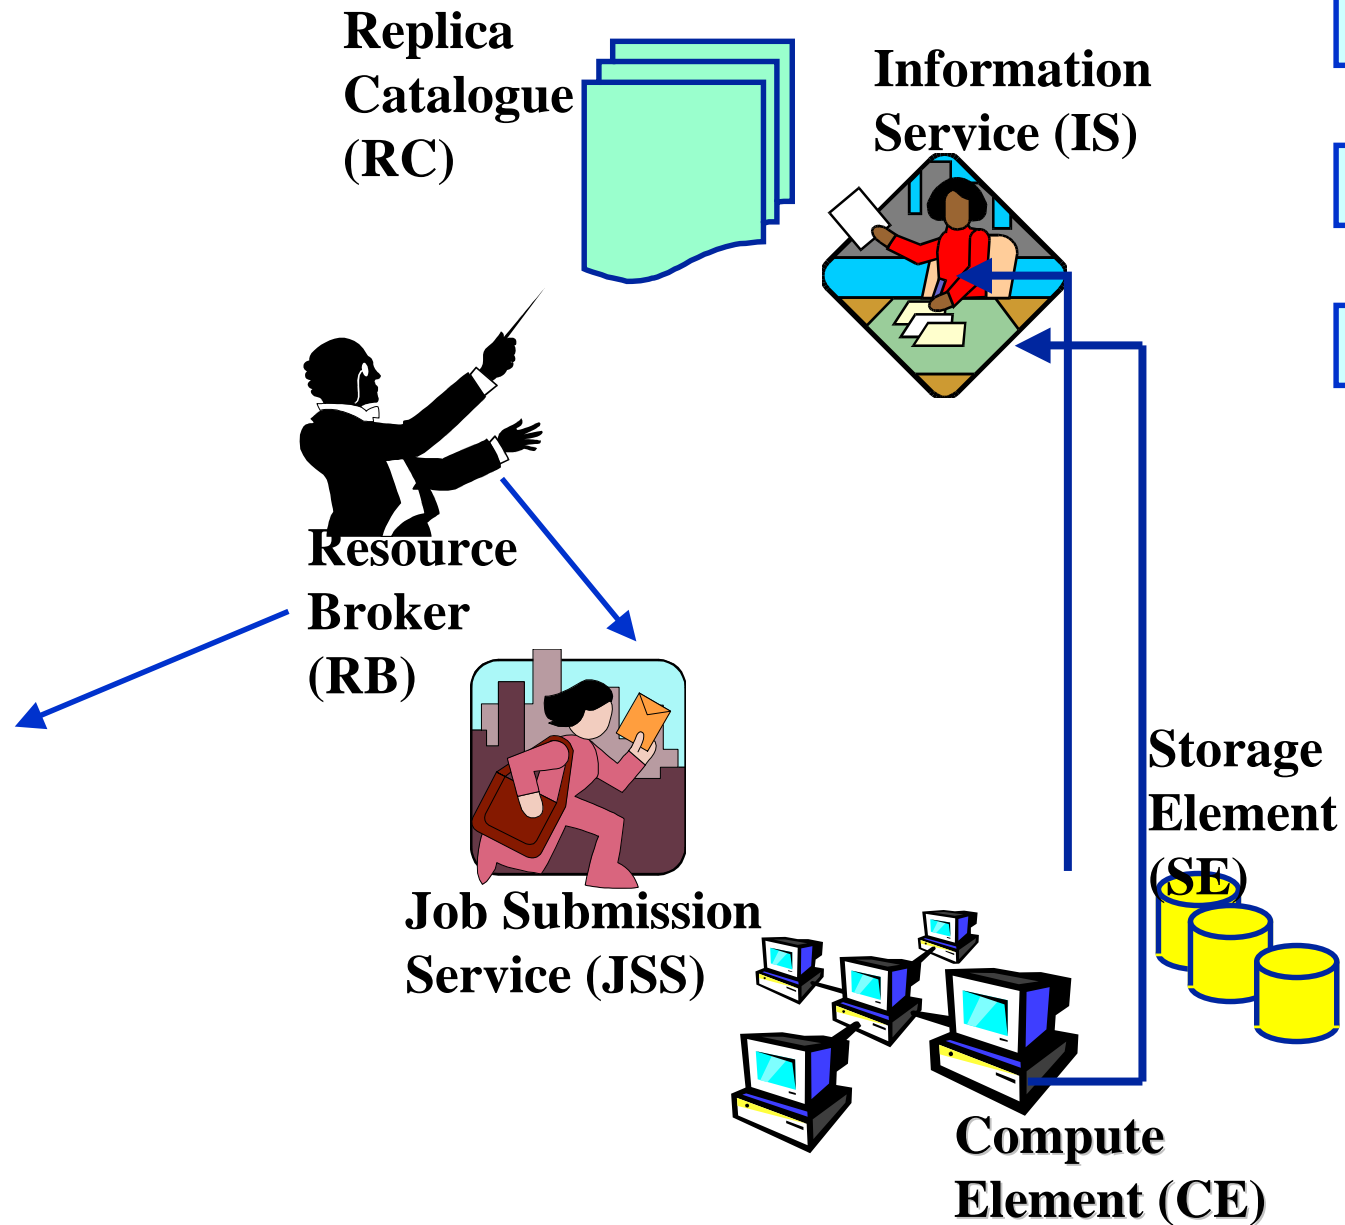 Replica
Catalogue
(RC)
Information
Service (IS)
Resource
Broker
(RB)
Storage
Element
(SE)
Job Submission
Service (JSS)
Compute
Element (CE)